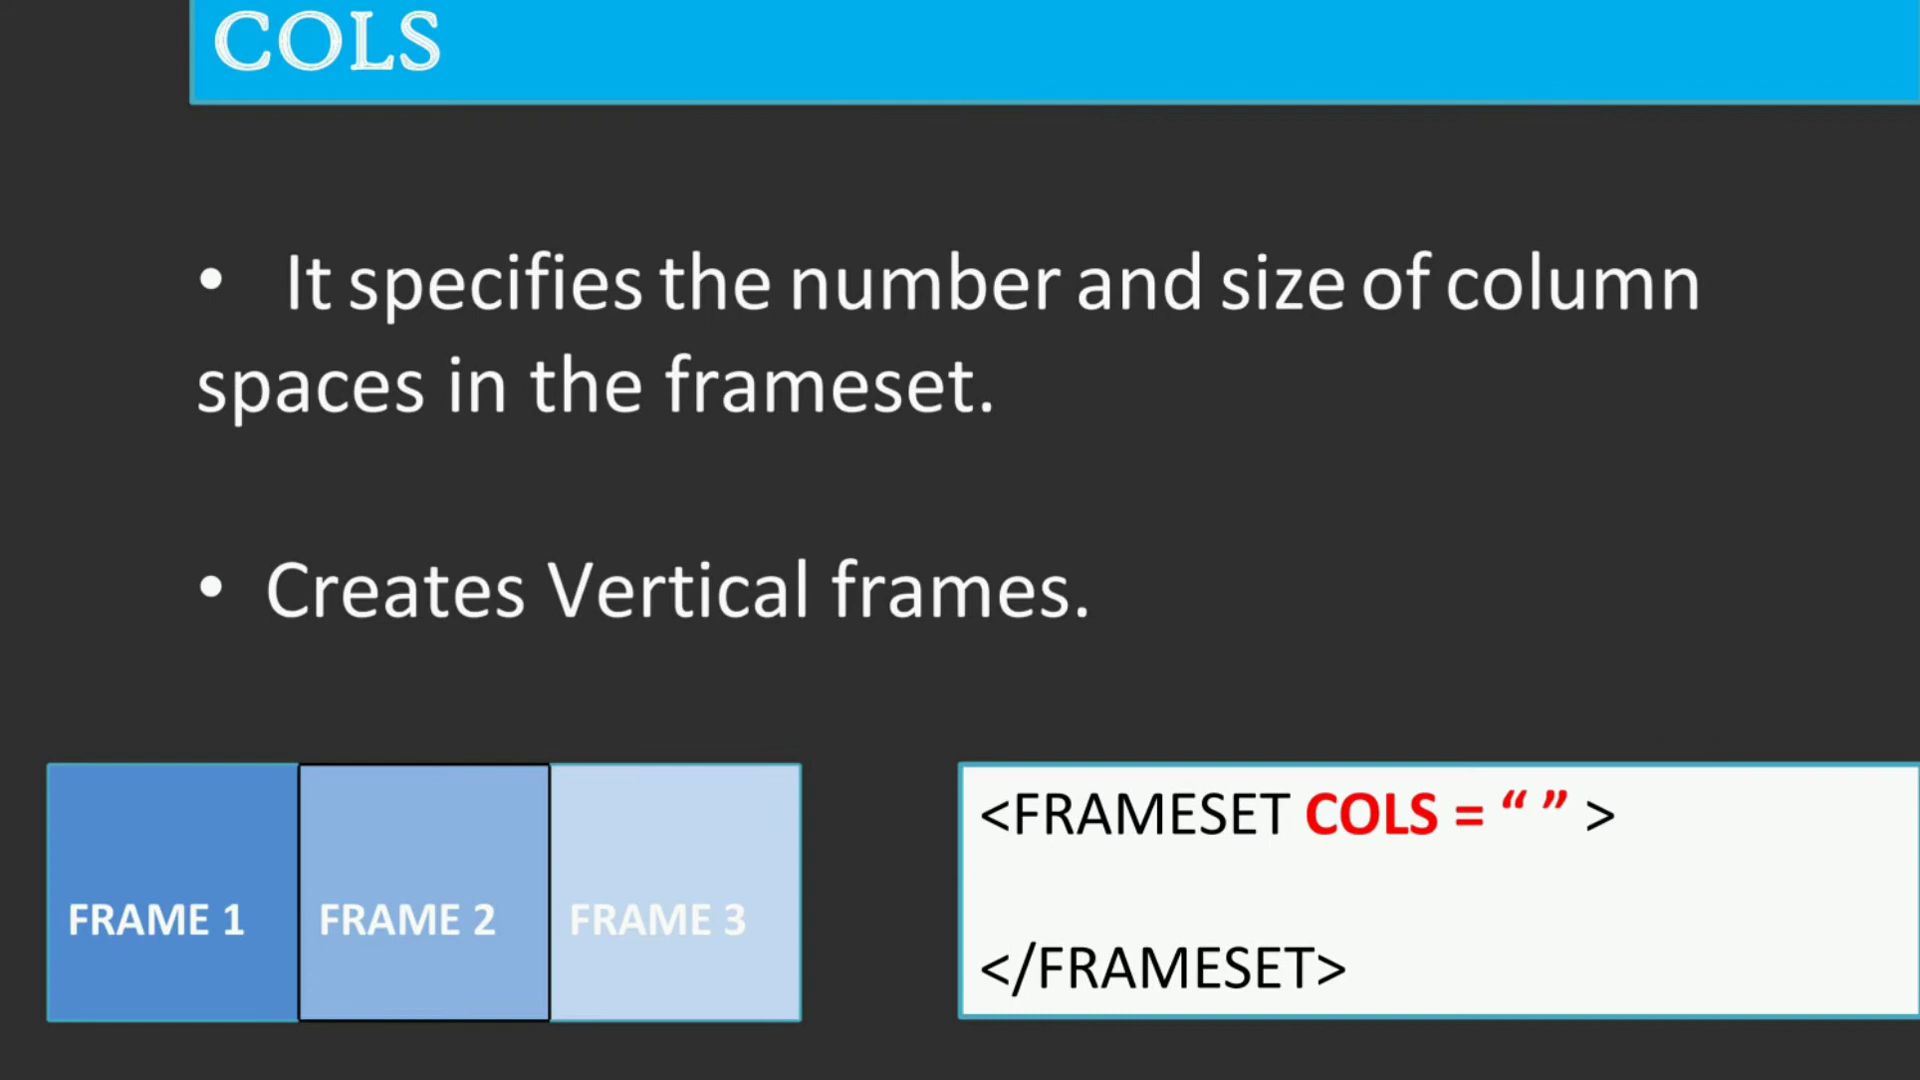 COLS
• It specifies the number and size of column
spaces in the frameset.
• Creates Vertical frames.
FRAME 1 FRAME 2 FRAME 3
<FRAMESET COLS = “ ” >
</FRAMESET>